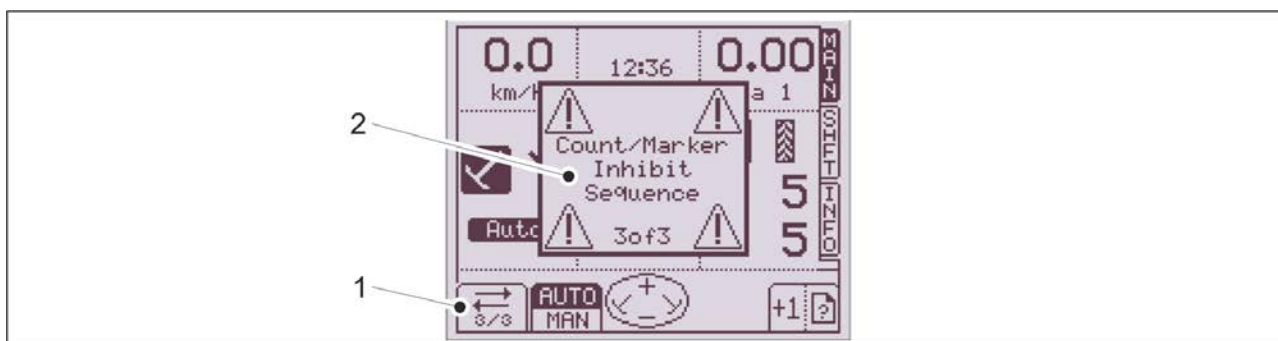 0.0
12:36
0.00
km/h
a 1
MAIN
SHFT
INFO
2
Count/Marker
Inhibit
Sequence
3of3
5
Auto
5
1
3/3
AUTO
MAN
+
-
+1
?